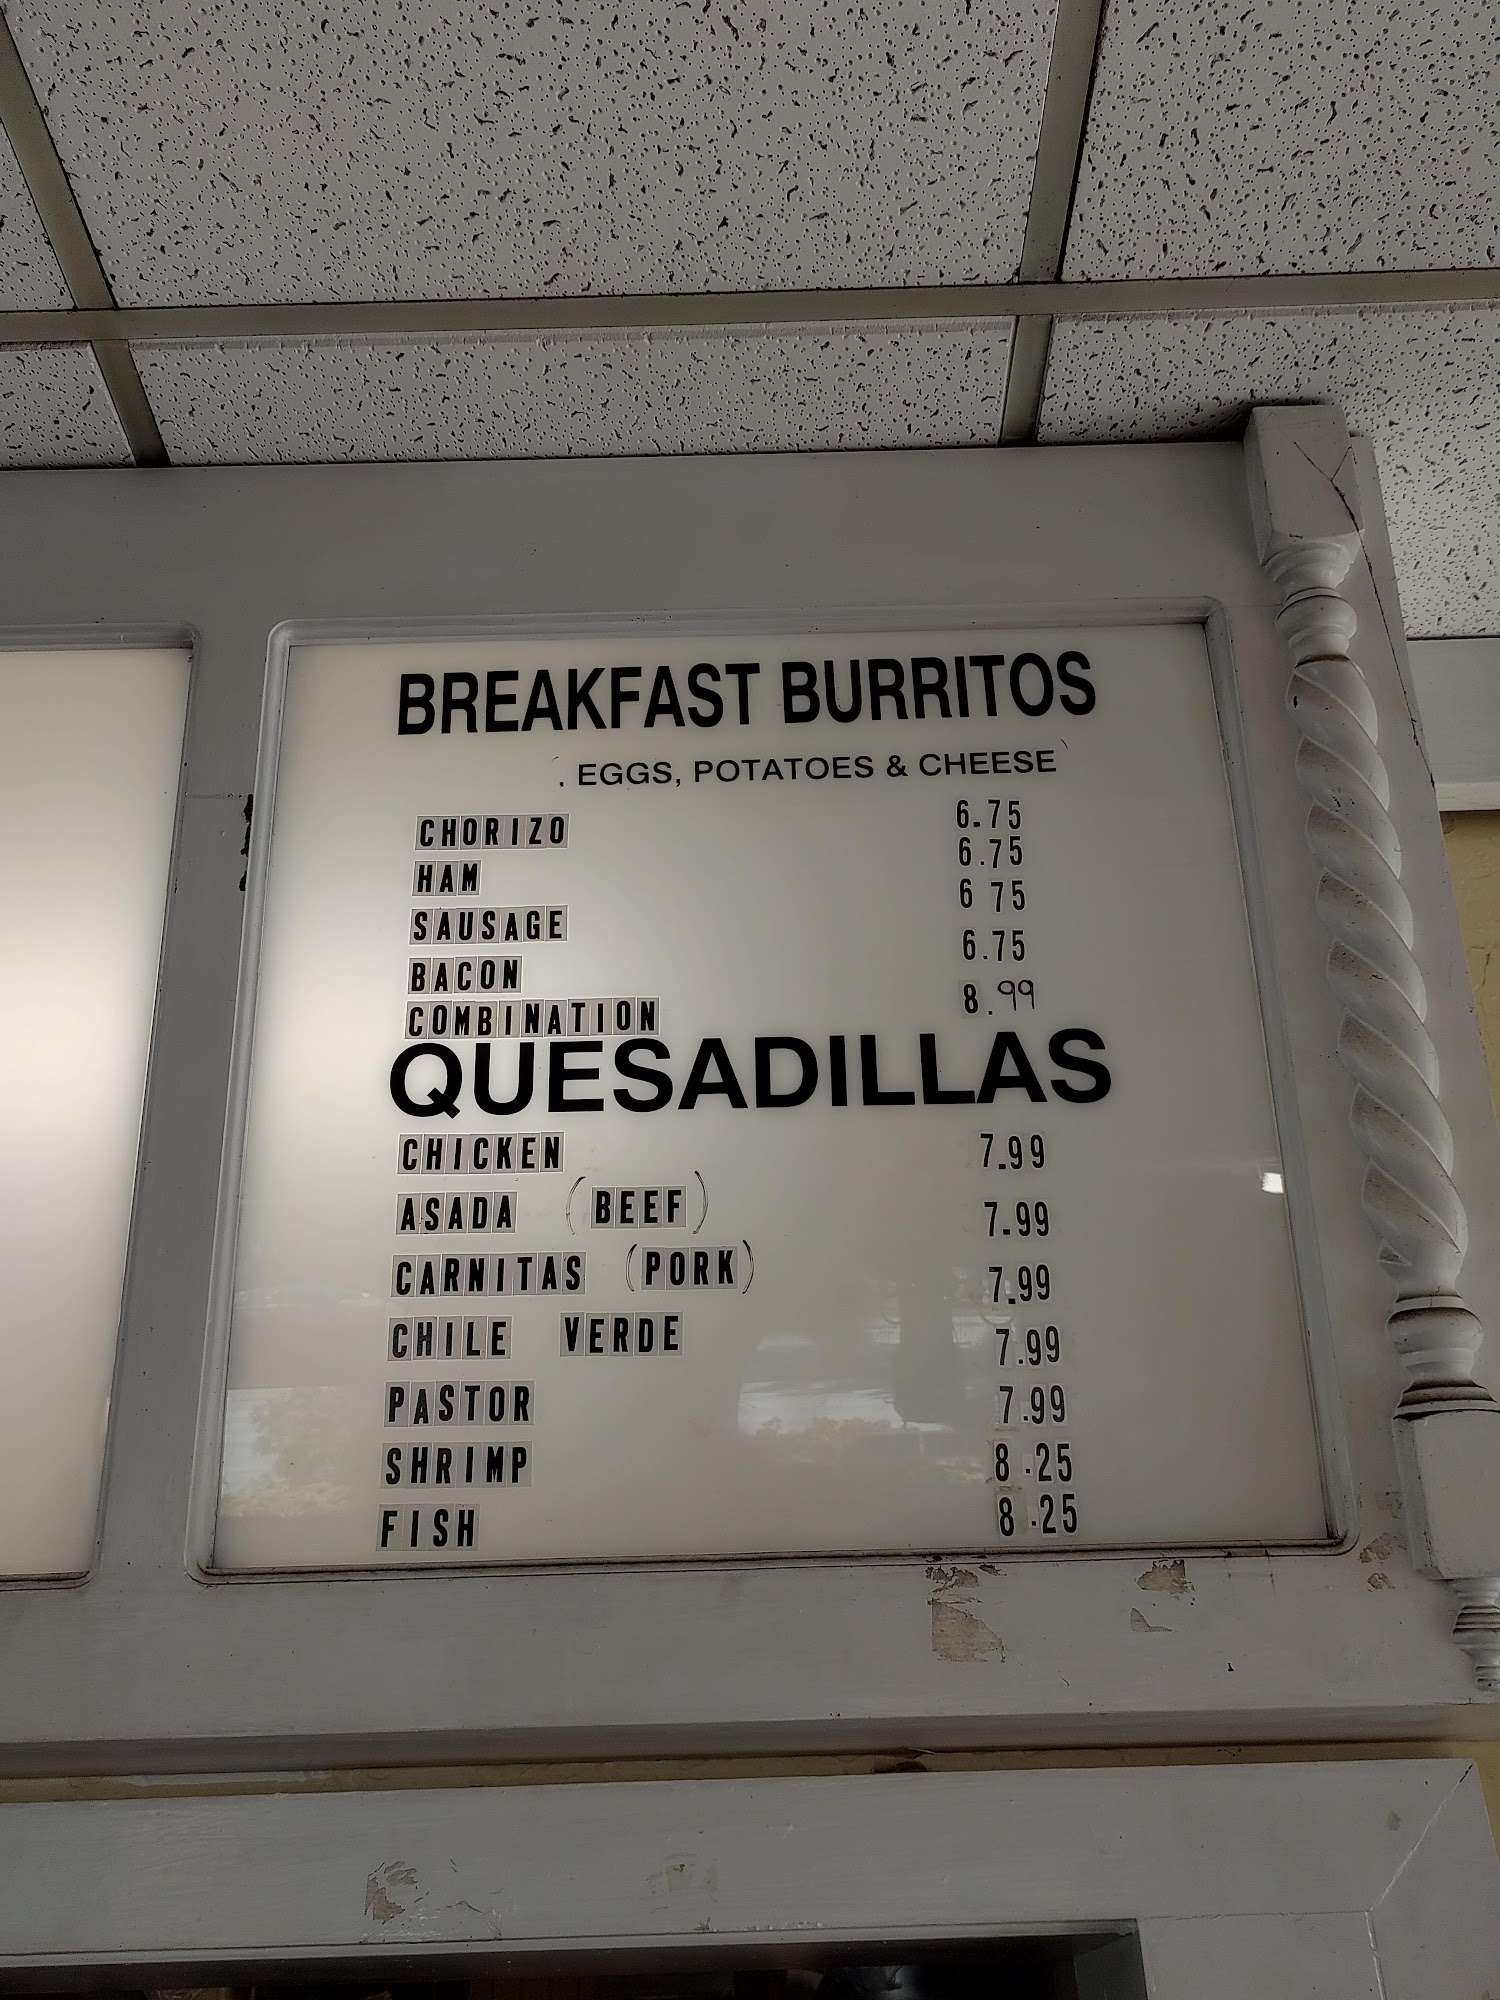 BREAKFAST BURRITOS
, EGGS, POTATOES & CHEESE
CHORIZO 6.75
HAM 6.75
SAUSAGE 6 75
BACON 6.75
COMBINATION 8.99
QUESADILLAS
CHICKEN 7.99
ASADA (BEEF) 7.99
CARNITAS (PORK) 7.99
CHILE VERDE 7.99
PASTOR 7.99
SHRIMP 8.25
FISH 8.25